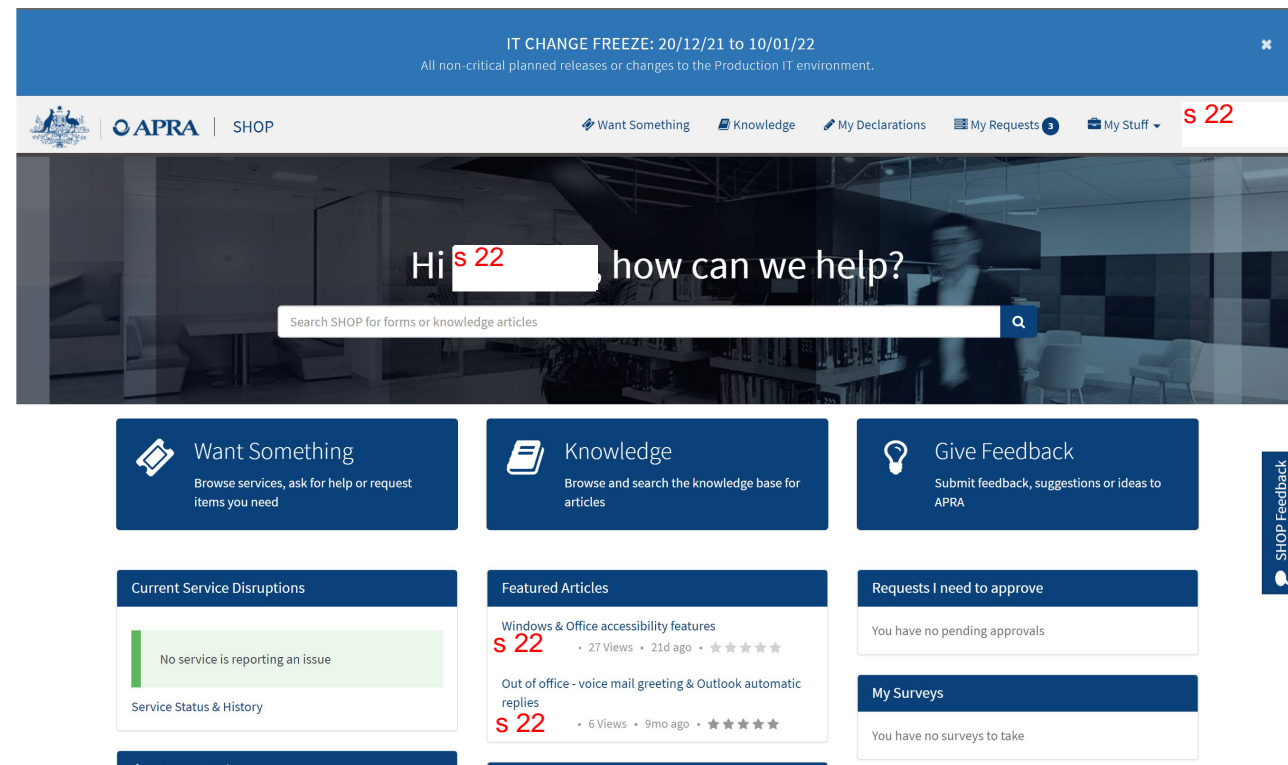 IT CHANGE FREEZE: 20/12/21 to 10/01/22
All non-critical planned releases or changes to the Production IT environment.
APRA SHOP Want Something Knowledge My Declarations My Requests 3 My Stuff s 22
Hi s 22 , how can we help?
Search SHOP for forms or knowledge articles
Want Something
Browse services, ask for help or request
items you need
Knowledge
Browse and search the knowledge base for
articles
Give Feedback
Submit feedback, suggestions or ideas to
APRA
SHOP Feedback
Current Service Disruptions
No service is reporting an issue
Service Status & History
Featured Articles
Windows & Office accessibility features
s 22 • 27 Views • 21d ago •
Out of office - voice mail greeting & Outlook automatic
replies
s 22 • 6 Views • 9mo ago •
Requests I need to approve
You have no pending approvals
My Surveys
You have no surveys to take